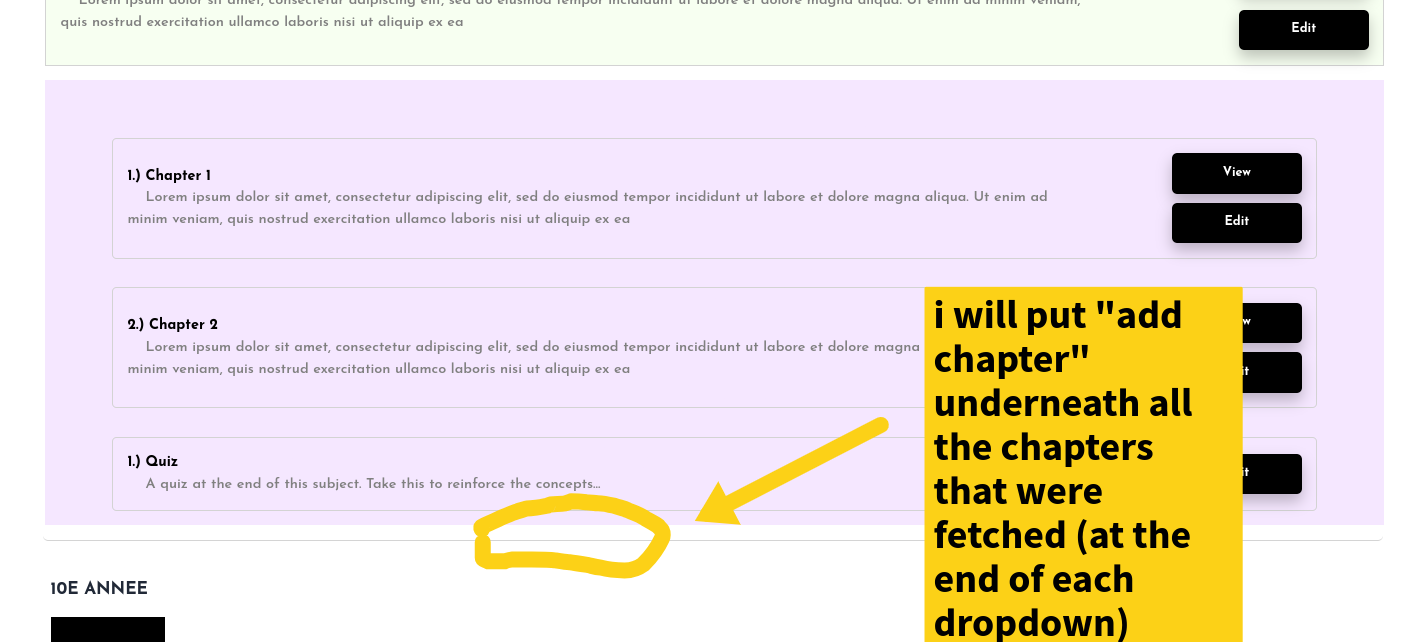 Lorem ipsum dolor sit amet, consectetur adipiscing elit, sed do eiusmod tempor incididunt ut labore et dolore magna aliqua. Ut enim ad minim veniam,
quis nostrud exercitation ullamco laboris nisi ut aliquip ex ea
Edit
1.) Chapter 1
Lorem ipsum dolor sit amet, consectetur adipiscing elit, sed do eiusmod tempor incididunt ut labore et dolore magna aliqua. Ut enim ad
minim veniam, quis nostrud exercitation ullamco laboris nisi ut aliquip ex ea
View
Edit
2.) Chapter 2
Lorem ipsum dolor sit amet, consectetur adipiscing elit, sed do eiusmod tempor incididunt ut labore et dolore magna
minim veniam, quis nostrud exercitation ullamco laboris nisi ut aliquip ex ea
1.) Quiz
A quiz at the end of this subject. Take this to reinforce the concepts...
i will put "add
chapter"
underneath all
the chapters
that were
fetched (at the
end of each
dropdown)
10E ANNEE